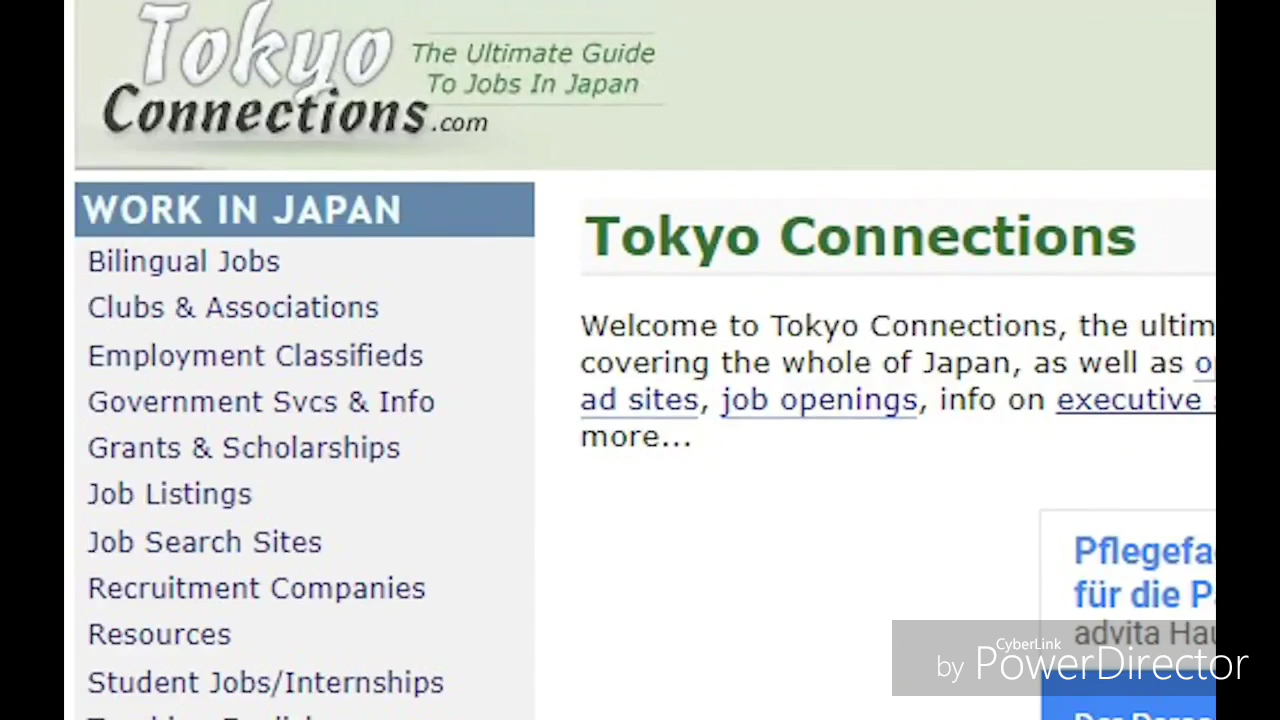 Tokyo
Connections.com
The Ultimate Guide
To Jobs In Japan
WORK IN JAPAN
Bilingual Jobs
Clubs & Associations
Employment Classifieds
Government Svcs & Info
Grants & Scholarships
Job Listings
Job Search Sites
Recruitment Companies
Resources
Student Jobs/Internships
Tokyo Connections
Welcome to Tokyo Connections, the
covering the whole of Japan, as well as
ad sites, job openings, info on executive
more...
für die
advita
CyberLink
by PowerDirector